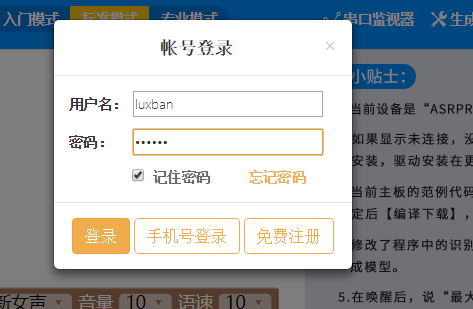 入门模式 标准模式 专业模式 串口监视器 生成
帐号登录 ×
用户名： luxban
密码： ••••••
记住密码 忘记密码
登录 手机号登录 免费注册
小贴士：
当前设备是“ASRPR
如果显示未连接，没
安装，驱动安装在更
当前主板的范例代码
定后【编译下载】，
修改了程序中的识别
成模型。
5.在唤醒后，说“最大
新女声 音量 10 语速 10